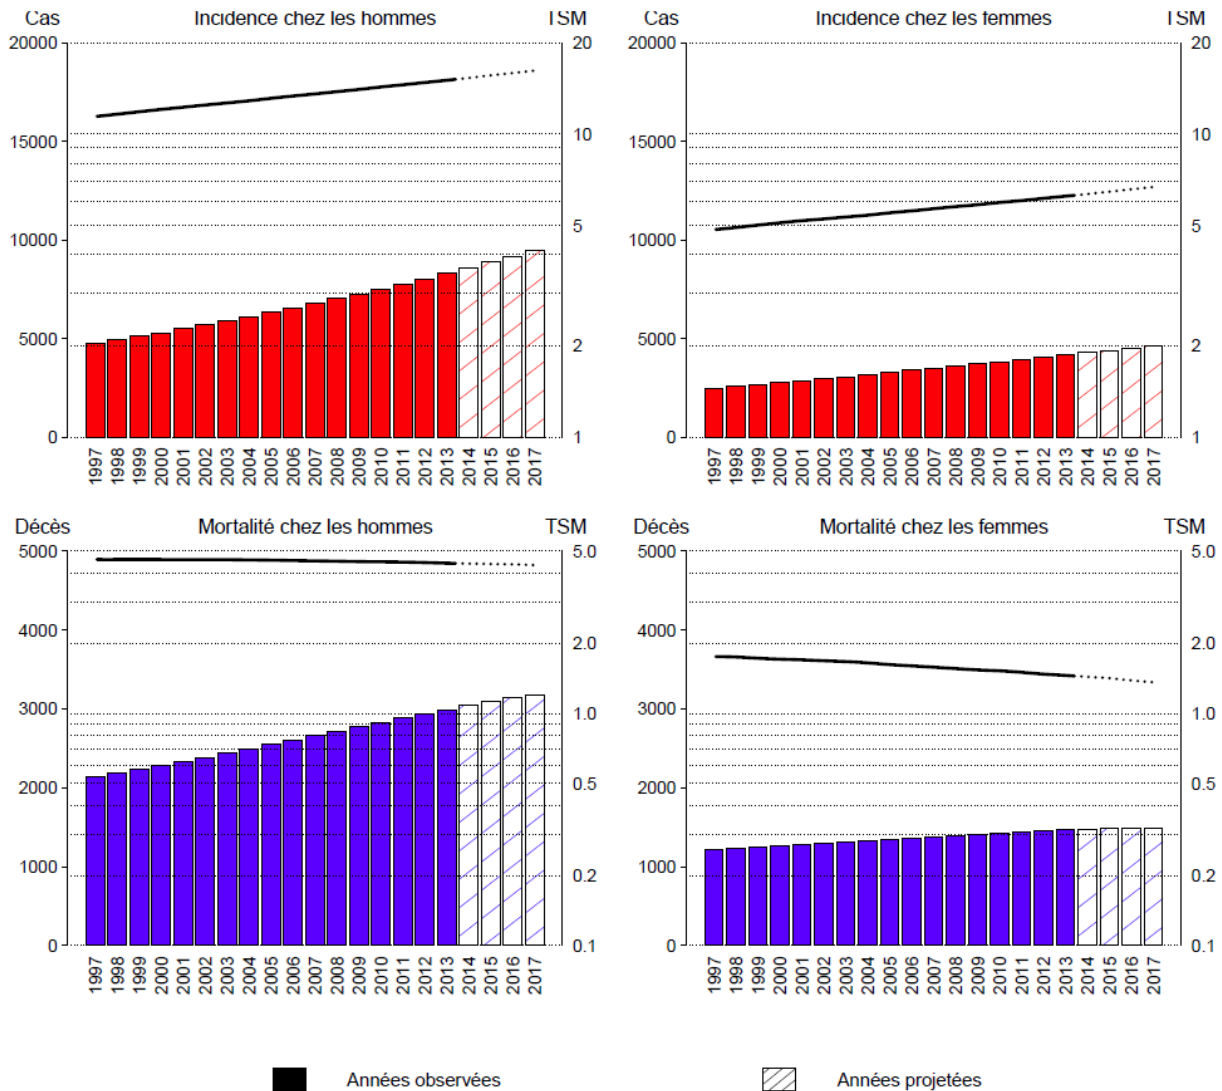 Cas Incidence chez les hommes TSM
20000 20
15000 10
10000 5
5000 2
0 1
1997 1998 1999 2000 2001 2002 2003 2004 2005 2006 2007 2008 2009 2010 2011 2012 2013 2014 2015 2016 2017
Cas Incidence chez les femmes TSM
20000 20
15000 10
10000 5
5000 2
0 1
1997 1998 1999 2000 2001 2002 2003 2004 2005 2006 2007 2008 2009 2010 2011 2012 2013 2014 2015 2016 2017
Décès Mortalité chez les hommes TSM
5000 5.0
4000 2.0
3000 1.0
2000 0.5
1000 0.2
0 0.1
1997 1998 1999 2000 2001 2002 2003 2004 2005 2006 2007 2008 2009 2010 2011 2012 2013 2014 2015 2016 2017
Décès Mortalité chez les femmes TSM
5000 5.0
4000 2.0
3000 1.0
2000 0.5
1000 0.2
0 0.1
1997 1998 1999 2000 2001 2002 2003 2004 2005 2006 2007 2008 2009 2010 2011 2012 2013 2014 2015 2016 2017
Années observées Années projetées